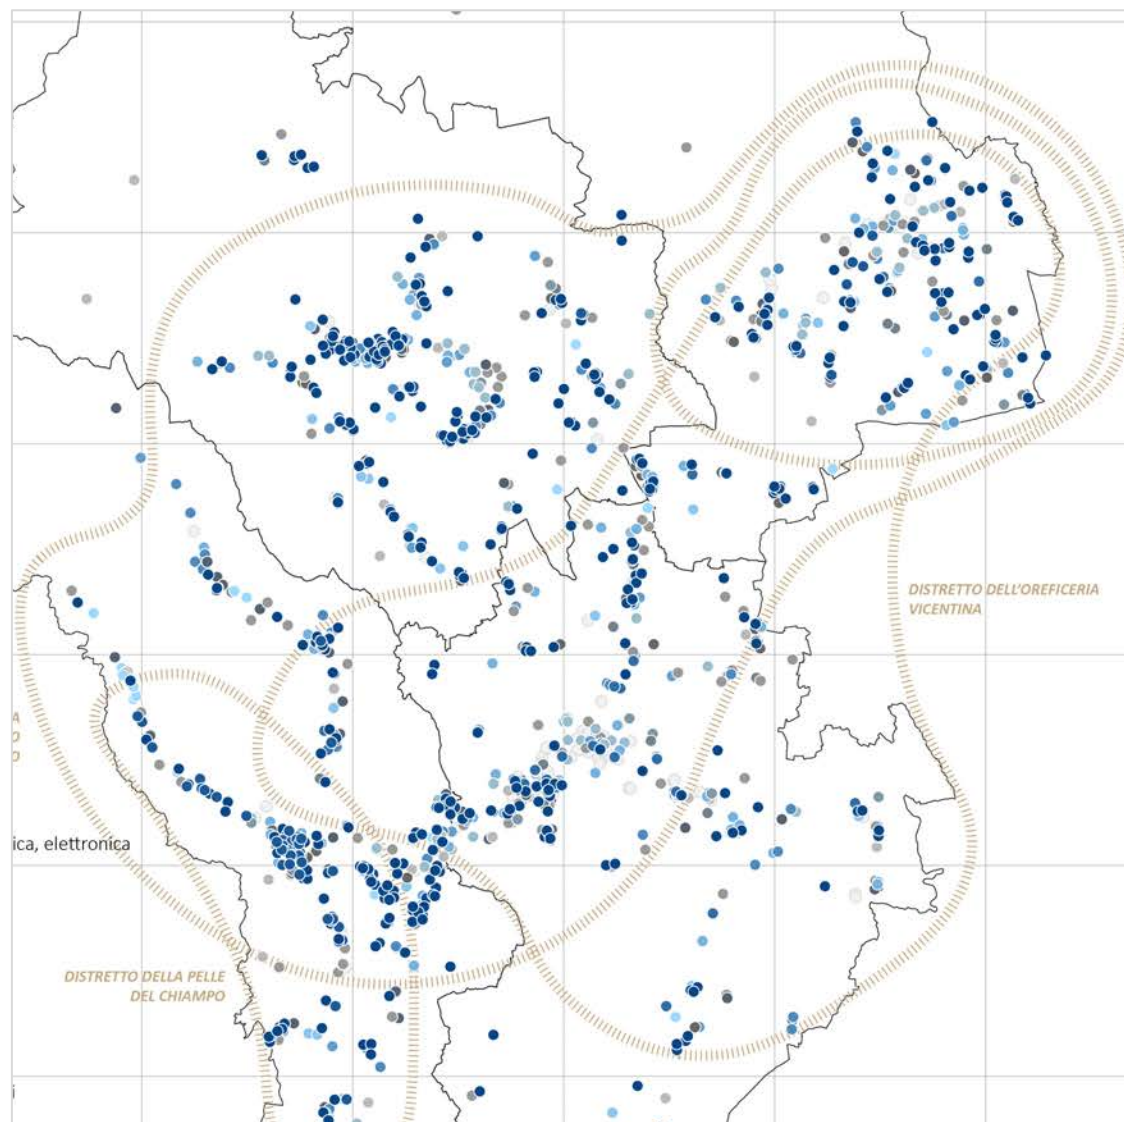 DISTRETTO DELL'OREFICERIA
VICENTINA
A
O
O
ica, elettronica
DISTRETTO DELLA PELLE
DEL CHIAMPO
i